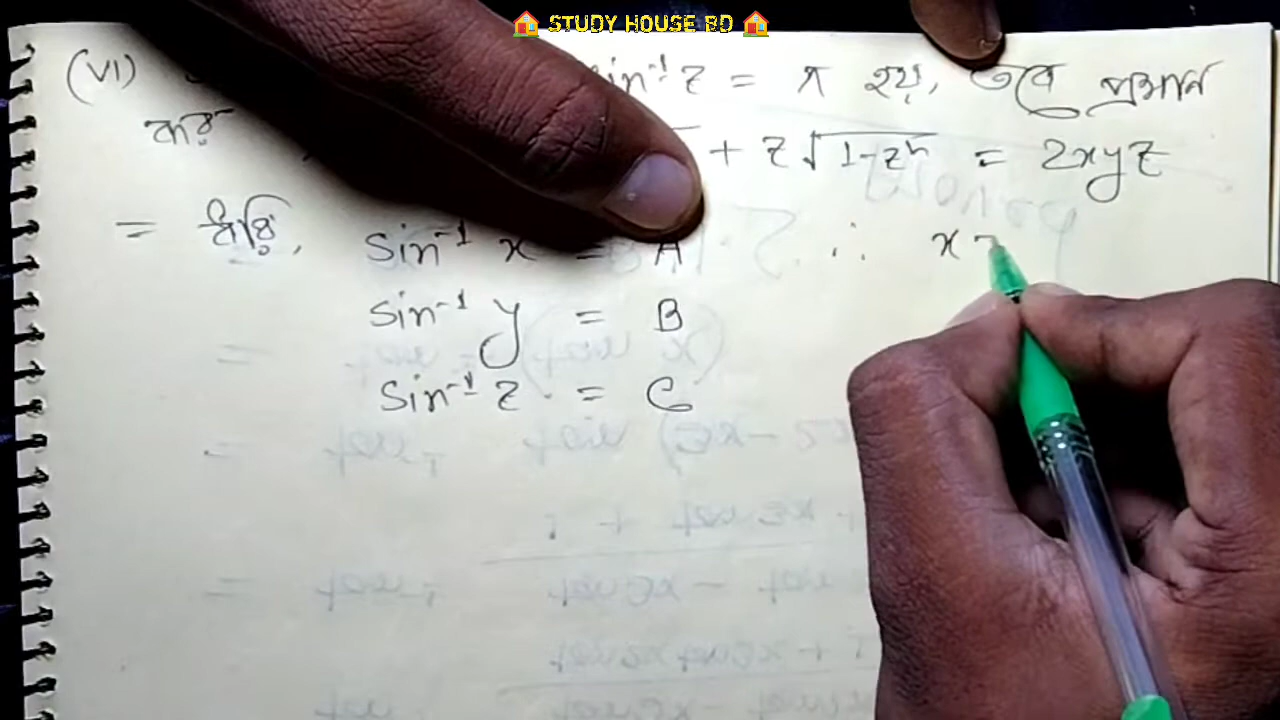 🏠 STUDY HOUSE BD 🏠
(VI) sin⁻¹ z = π হয়, তবে প্রমাণ
কর + z√1-z² = 2xyz
= ধরি, sin⁻¹ x = A ∴ x =
sin⁻¹ y = B
sin⁻¹ z = C